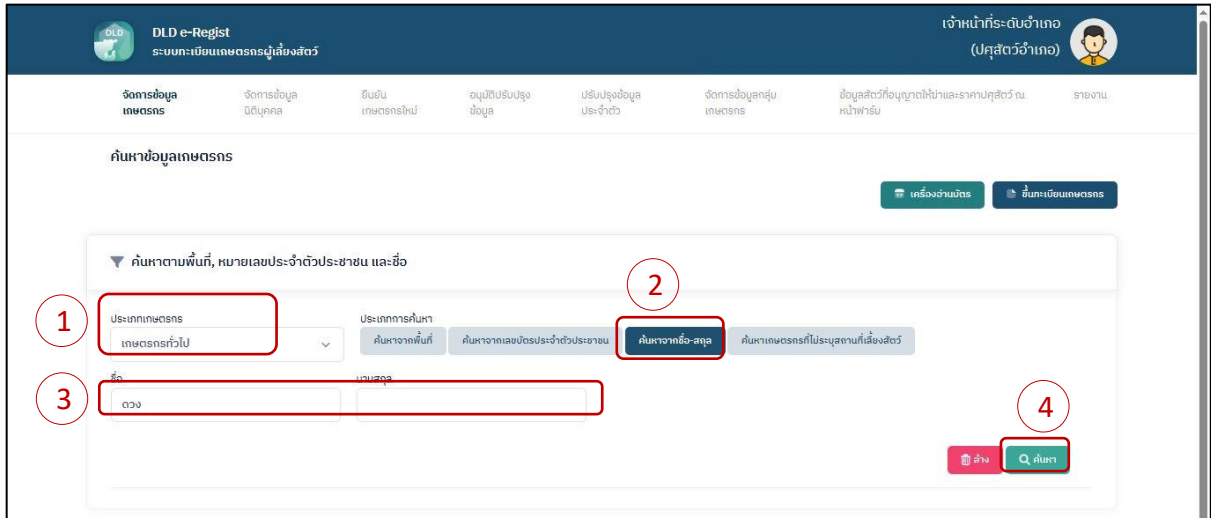 DLD
DLD e-Regist
ระบบทะเบียนเกษตรกรผู้เลี้ยงสัตว์
เจ้าหน้าที่ระดับอำเภอ
(ปศุสัตว์อำเภอ)
จัดการข้อมูล
เกษตรกร
จัดการข้อมูล
นิติบุคคล
ยืนยัน
เกษตรกรใหม่
อนุมัติปรับปรุง
ข้อมูล
ปรับปรุงข้อมูล
ประจำตัว
จัดการข้อมูลกลุ่ม
เกษตรกร
ข้อมูลสัตว์ที่อนุญาตให้ฆ่าและราคาปศุสัตว์ ณ
หน้าฟาร์ม
รายงาน
ค้นหาข้อมูลเกษตรกร
เครื่องอ่านบัตร
ขึ้นทะเบียนเกษตรกร
ค้นหาตามพื้นที่, หมายเลขประจำตัวประชาชน และชื่อ
1
2
ประเภทเกษตรกร
ประเภทการค้นหา
เกษตรกรทั่วไป
ค้นหาจากพื้นที่
ค้นหาจากเลขบัตรประจำตัวประชาชน
ค้นหาจากชื่อ-สกุล
ค้นหาเกษตรกรที่ไม่ระบุสถานที่เลี้ยงสัตว์
3
ชื่อ
นามสกุล
ดวง
4
ล้าง
ค้นหา